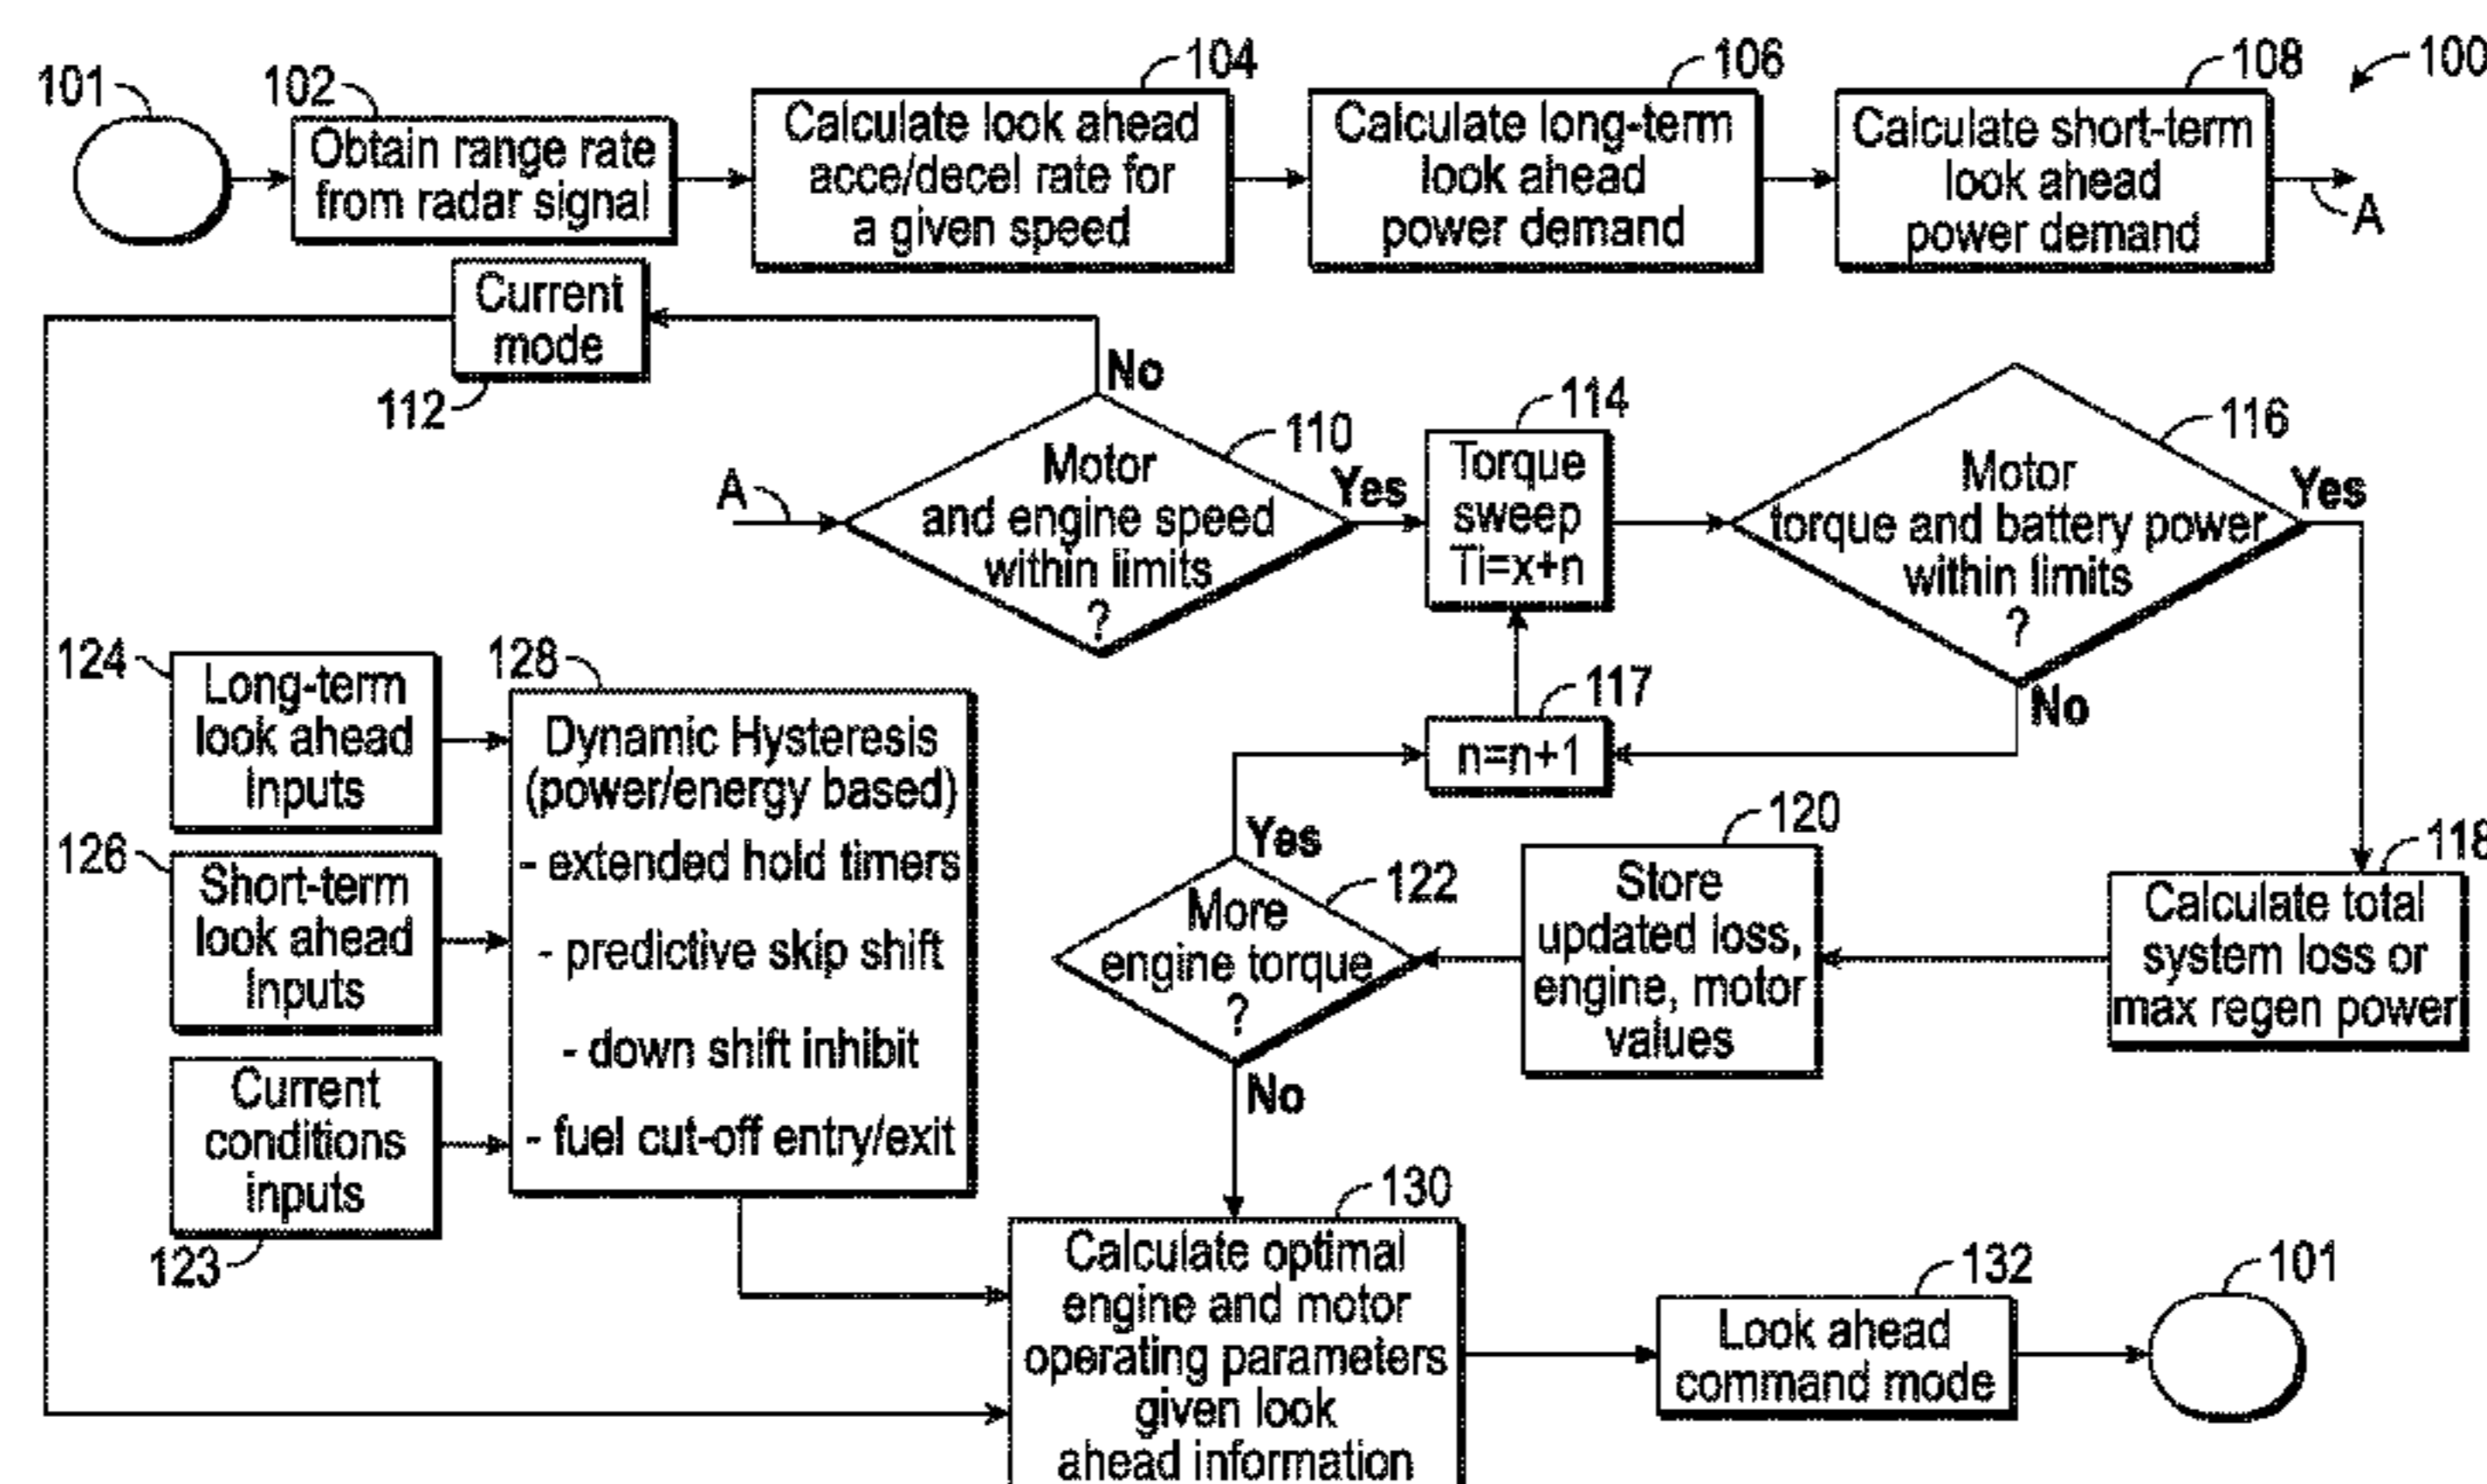 101
102
104
106
108
100
Obtain range rate
from radar signal
Calculate look ahead
acce/decel rate for
a given speed
Calculate long-term
look ahead
power demand
Calculate short-term
look ahead
power demand
A
Current
mode
112
No
110
A
Motor
and engine speed
within limits
?
Yes
114
Torque
sweep
Ti=x+n
116
Motor
torque and battery power
within limits
?
Yes
No
117
n=n+1
124
Long-term
look ahead
inputs
126
Short-term
look ahead
inputs
Current
conditions
inputs
123
128
Dynamic Hysteresis
(power/energy based)
- extended hold timers
- predictive skip shift
- down shift inhibit
- fuel cut-off entry/exit
Yes
122
More
engine torque
?
No
120
Store
updated loss,
engine, motor
values
118
Calculate total
system loss or
max regen power
130
Calculate optimal
engine and motor
operating parameters
given look
ahead information
132
Look ahead
command mode
101